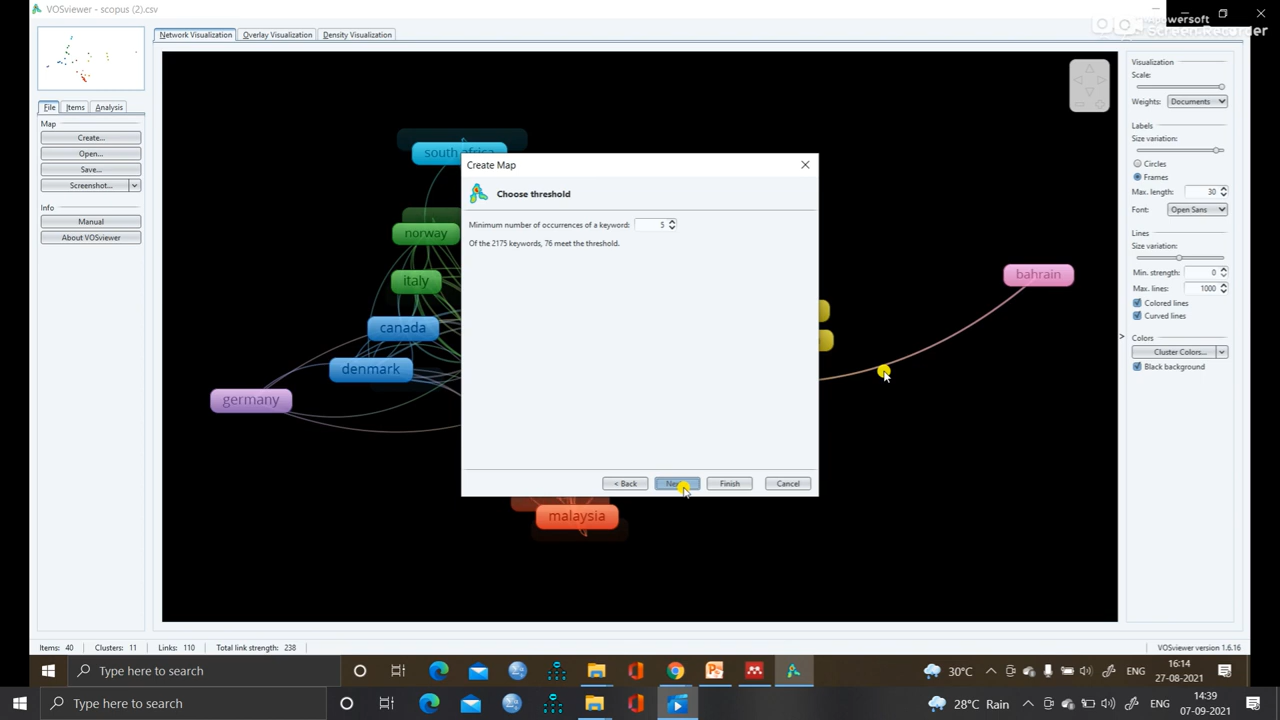 VOSviewer - scopus (2).csv
Apowersoft
Screen Recorder
Network Visualization
Overlay Visualization
Density Visualization
File
Items
Analysis
Map
Create...
Open...
Save...
Screenshot...
Info
Manual
About VOSviewer
south africa
norway
italy
canada
denmark
germany
malaysia
bahrain
Create Map
Choose threshold
Minimum number of occurrences of a keyword: 5
Of the 2175 keywords, 76 meet the threshold.
< Back
Finish
Cancel
Visualization
Scale:
Weights: Documents
Labels
Size variation:
Circles
Frames
Max. length: 30
Font: Open Sans
Lines
Size variation:
Min. strength: 0
Max. lines: 1000
Colored lines
Curved lines
>
Colors
Cluster Colors...
Black background
Items: 40 Clusters: 11 Links: 110 Total link strength: 238
VOSviewer version 1.6.16
Type here to search
30°C
ENG
16:14
27-08-2021
Type here to search
28°C Rain
ENG
14:39
07-09-2021